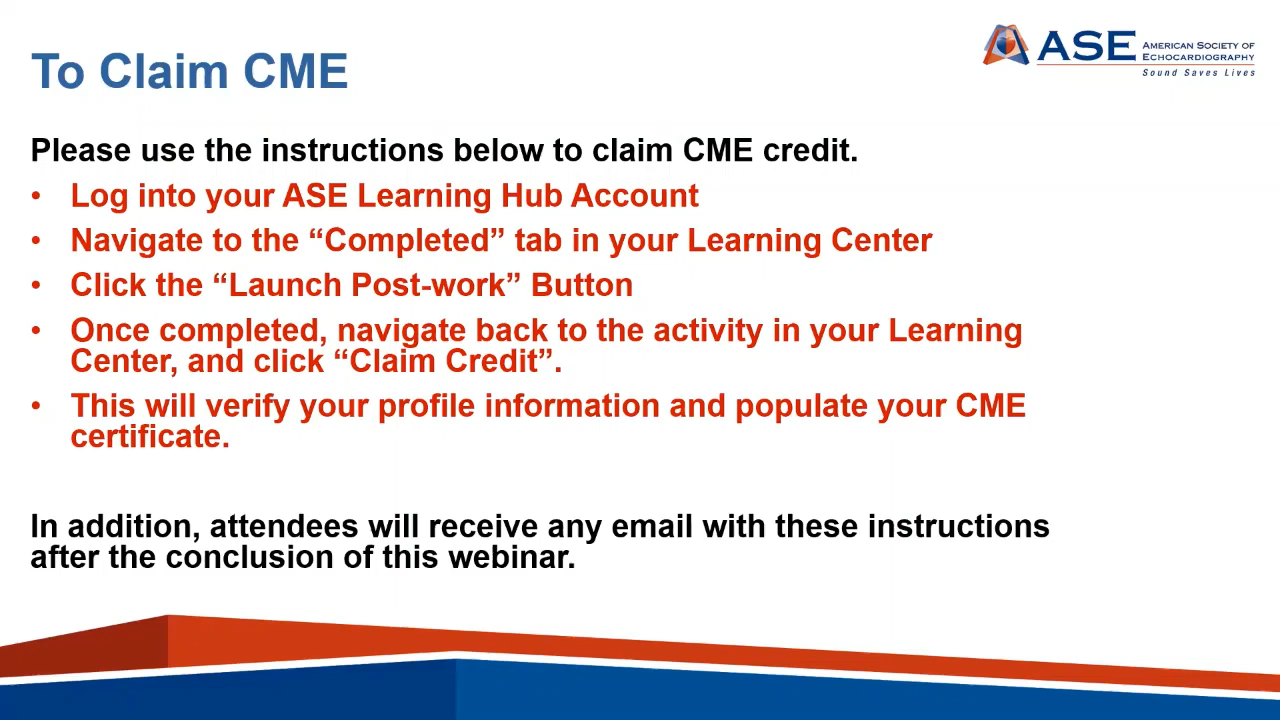 To Claim CME
ASE AMERICAN SOCIETY OF
ECHOCARDIOGRAPHY
Sound Saves Lives
Please use the instructions below to claim CME credit.
• Log into your ASE Learning Hub Account
• Navigate to the “Completed” tab in your Learning Center
• Click the “Launch Post-work” Button
• Once completed, navigate back to the activity in your Learning
Center, and click “Claim Credit”.
• This will verify your profile information and populate your CME
certificate.
In addition, attendees will receive any email with these instructions
after the conclusion of this webinar.